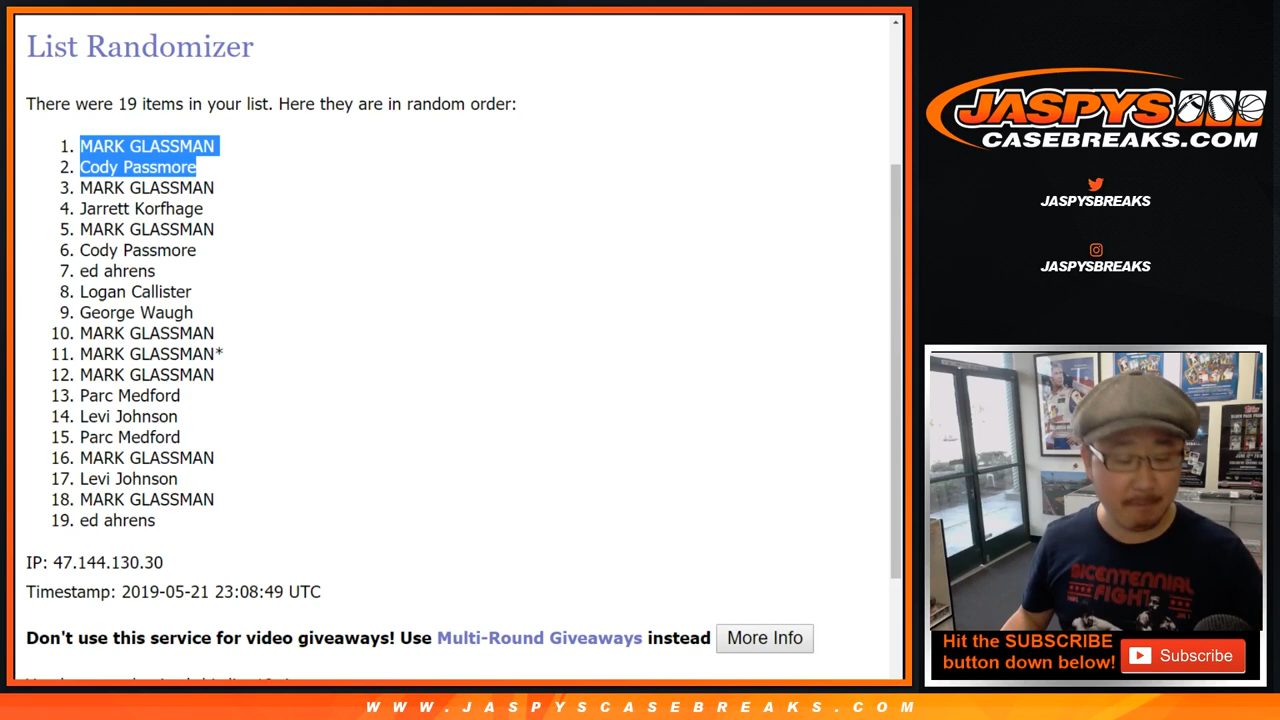 List Randomizer
There were 19 items in your list. Here they are in random order:
1. MARK GLASSMAN
2. Cody Passmore
3. MARK GLASSMAN
4. Jarrett Korfhage
5. MARK GLASSMAN
6. Cody Passmore
7. ed ahrens
8. Logan Callister
9. George Waugh
10. MARK GLASSMAN
11. MARK GLASSMAN*
12. MARK GLASSMAN
13. Parc Medford
14. Levi Johnson
15. Parc Medford
16. MARK GLASSMAN
17. Levi Johnson
18. MARK GLASSMAN
19. ed ahrens
IP: 47.144.130.30
Timestamp: 2019-05-21 23:08:49 UTC
Don't use this service for video giveaways! Use Multi-Round Giveaways instead More Info
JASPYS
CASEBREAKS.COM
JASPYSBREAKS
JASPYSBREAKS
BICENTENNIAL
FIGHT
Hit the SUBSCRIBE
button down below!
Subscribe
WWW.JASPYSCASEBREAKS.COM